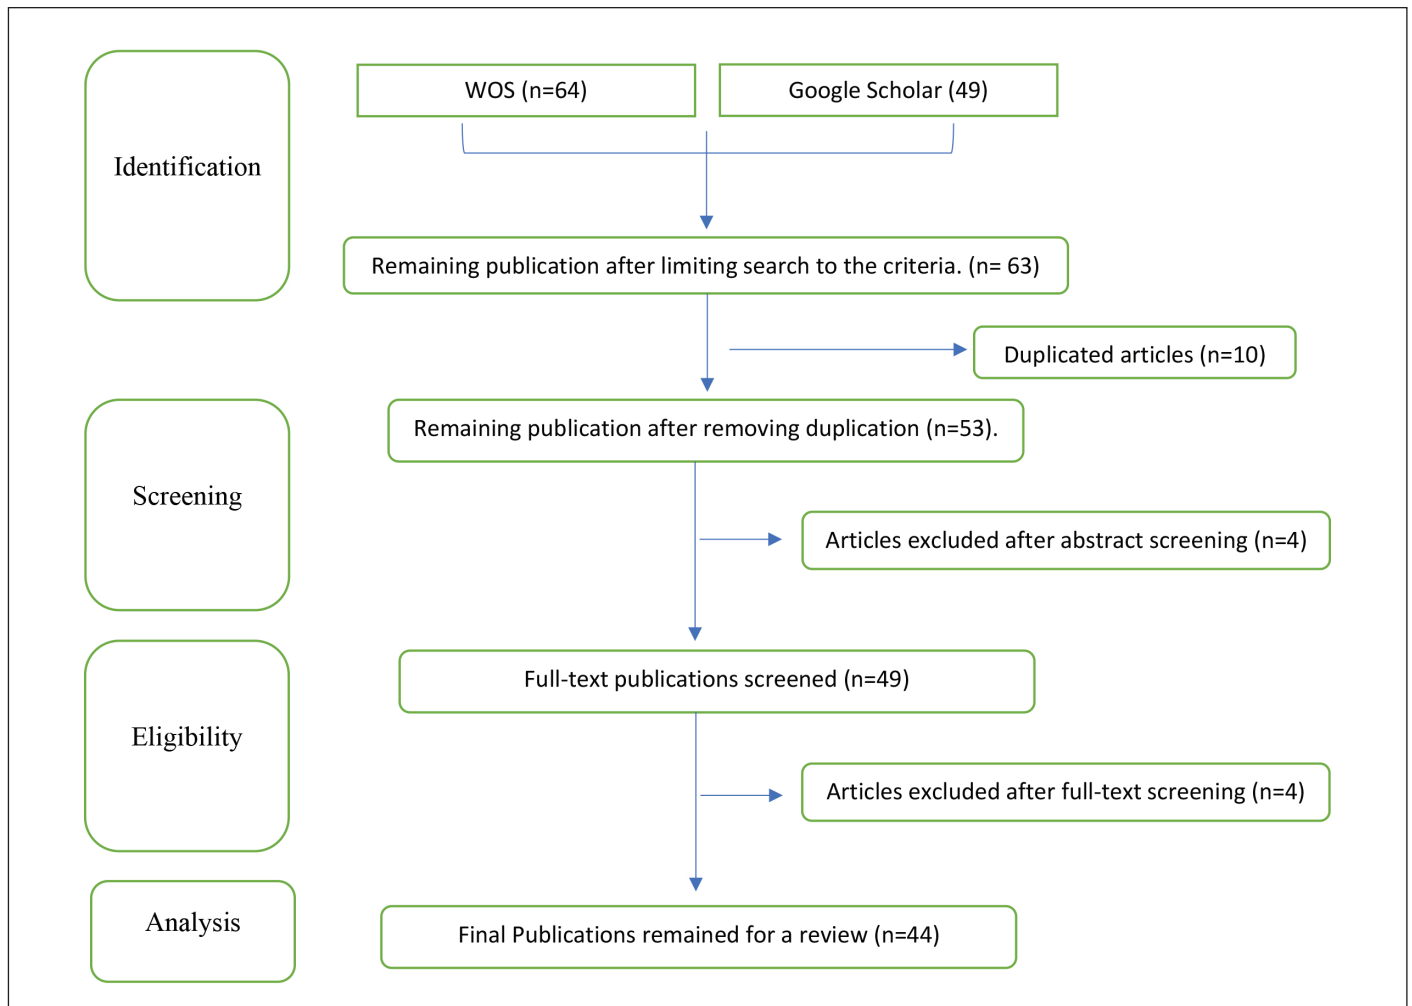 WOS (n=64)
Google Scholar (49)
Identification
Remaining publication after limiting search to the criteria. (n= 63)
Duplicated articles (n=10)
Remaining publication after removing duplication (n=53).
Screening
Articles excluded after abstract screening (n=4)
Full-text publications screened (n=49)
Eligibility
Articles excluded after full-text screening (n=4)
Analysis
Final Publications remained for a review (n=44)